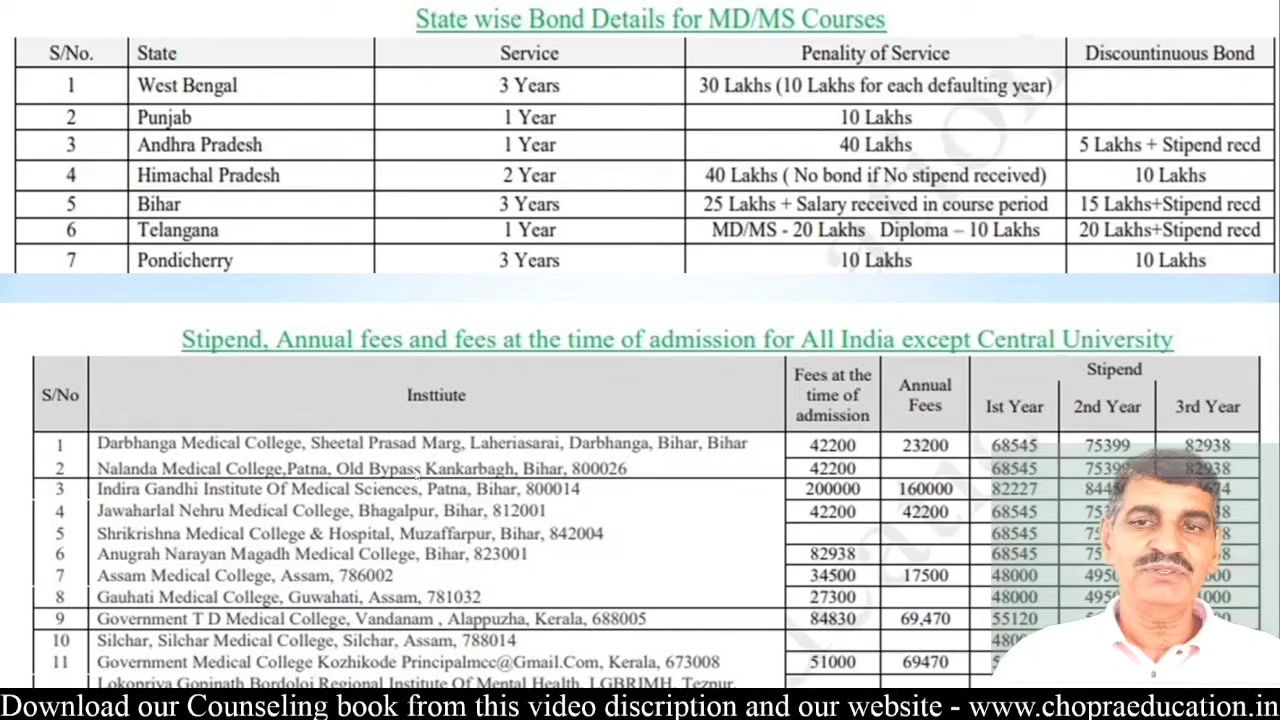 State wise Bond Details for MD/MS Courses
S/No. State Service Penality of Service Discountinuous Bond
1 West Bengal 3 Years 30 Lakhs (10 Lakhs for each defaulting year)
2 Punjab 1 Year 10 Lakhs
3 Andhra Pradesh 1 Year 40 Lakhs 5 Lakhs + Stipend recd
4 Himachal Pradesh 2 Year 40 Lakhs ( No bond if No stipend received) 10 Lakhs
5 Bihar 3 Years 25 Lakhs + Salary received in course period 15 Lakhs+Stipend recd
6 Telangana 1 Year MD/MS - 20 Lakhs Diploma – 10 Lakhs 20 Lakhs+Stipend recd
7 Pondicherry 3 Years 10 Lakhs 10 Lakhs
Stipend, Annual fees and fees at the time of admission for All India except Central University
S/No Insttiute Fees at the time of admission Annual Fees Stipend
Ist Year 2nd Year 3rd Year
1 Darbhanga Medical College, Sheetal Prasad Marg, Laheriasarai, Darbhanga, Bihar, Bihar 42200 23200 68545 75399 82938
2 Nalanda Medical College,Patna, Old Bypass Kankarbagh, Bihar, 800026 42200 68545 75399 82938
3 Indira Gandhi Institute Of Medical Sciences, Patna, Bihar, 800014 200000 160000 82227
4 Jawaharlal Nehru Medical College, Bhagalpur, Bihar, 812001 42200 42200 68545
5 Shrikrishna Medical College & Hospital, Muzaffarpur, Bihar, 842004 68545
6 Anugrah Narayan Magadh Medical College, Bihar, 823001 82938 68545
7 Assam Medical College, Assam, 786002 34500 17500 48000
8 Gauhati Medical College, Guwahati, Assam, 781032 27300 48000
9 Government T D Medical College, Vandanam , Alappuzha, Kerala, 688005 84830 69,470 55120
10 Silchar, Silchar Medical College, Silchar, Assam, 788014
11 Government Medical College Kozhikode Principalmcc@Gmail.Com, Kerala, 673008 51000 69470
Lokopriya Gopinath Bordoloi Regional Institute Of Mental Health, LGBRIMH, Tezpur,
Download our Counseling book from this video discription and our website - www.chopraeducation.in